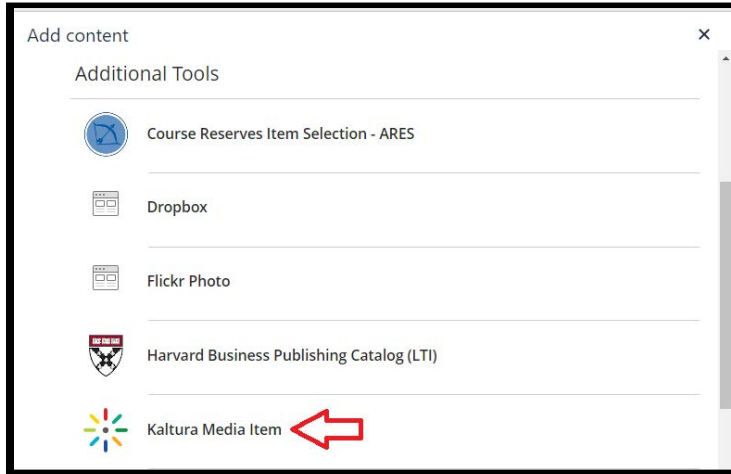 Add content
Additional Tools
Course Reserves Item Selection - ARES
Dropbox
Flickr Photo
Harvard Business Publishing Catalog (LTI)
Kaltura Media Item